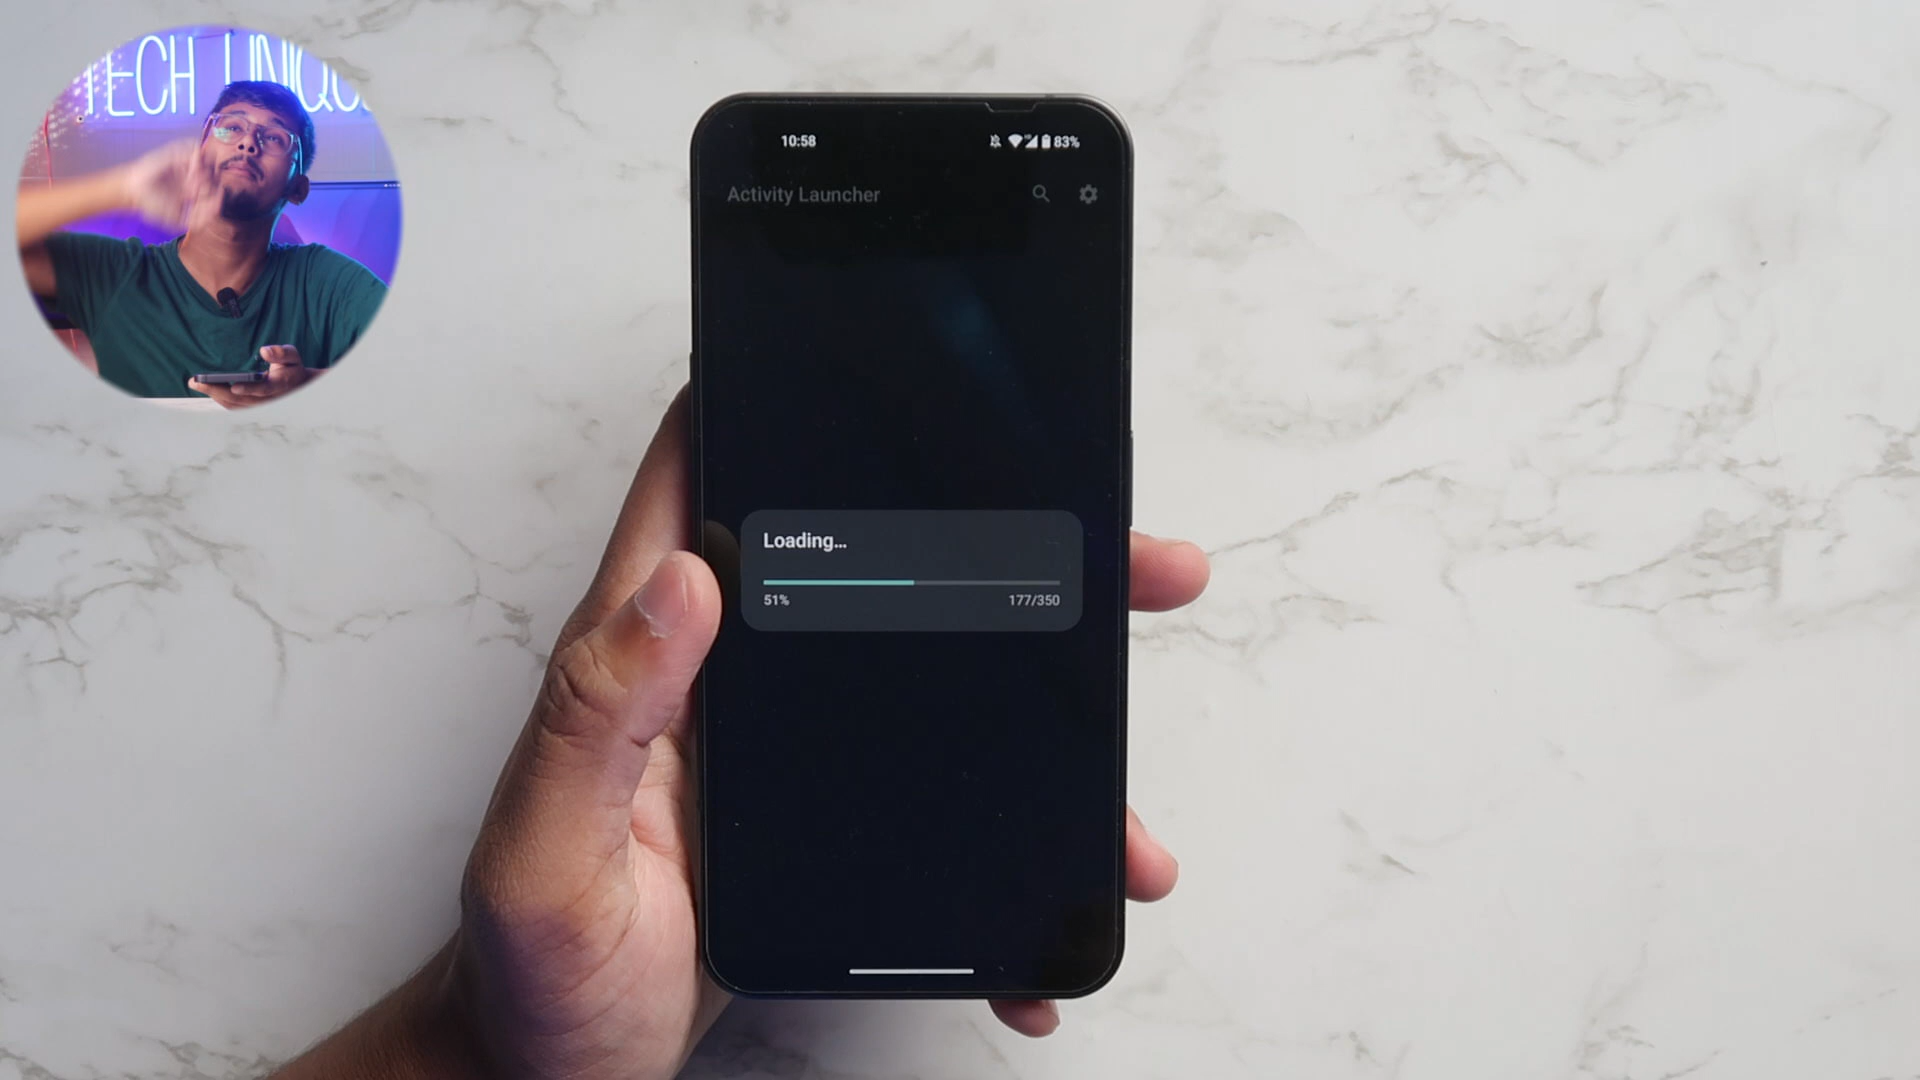 TECH UNIQUE
10:58
83%
Activity Launcher
Loading...
51%
177/350